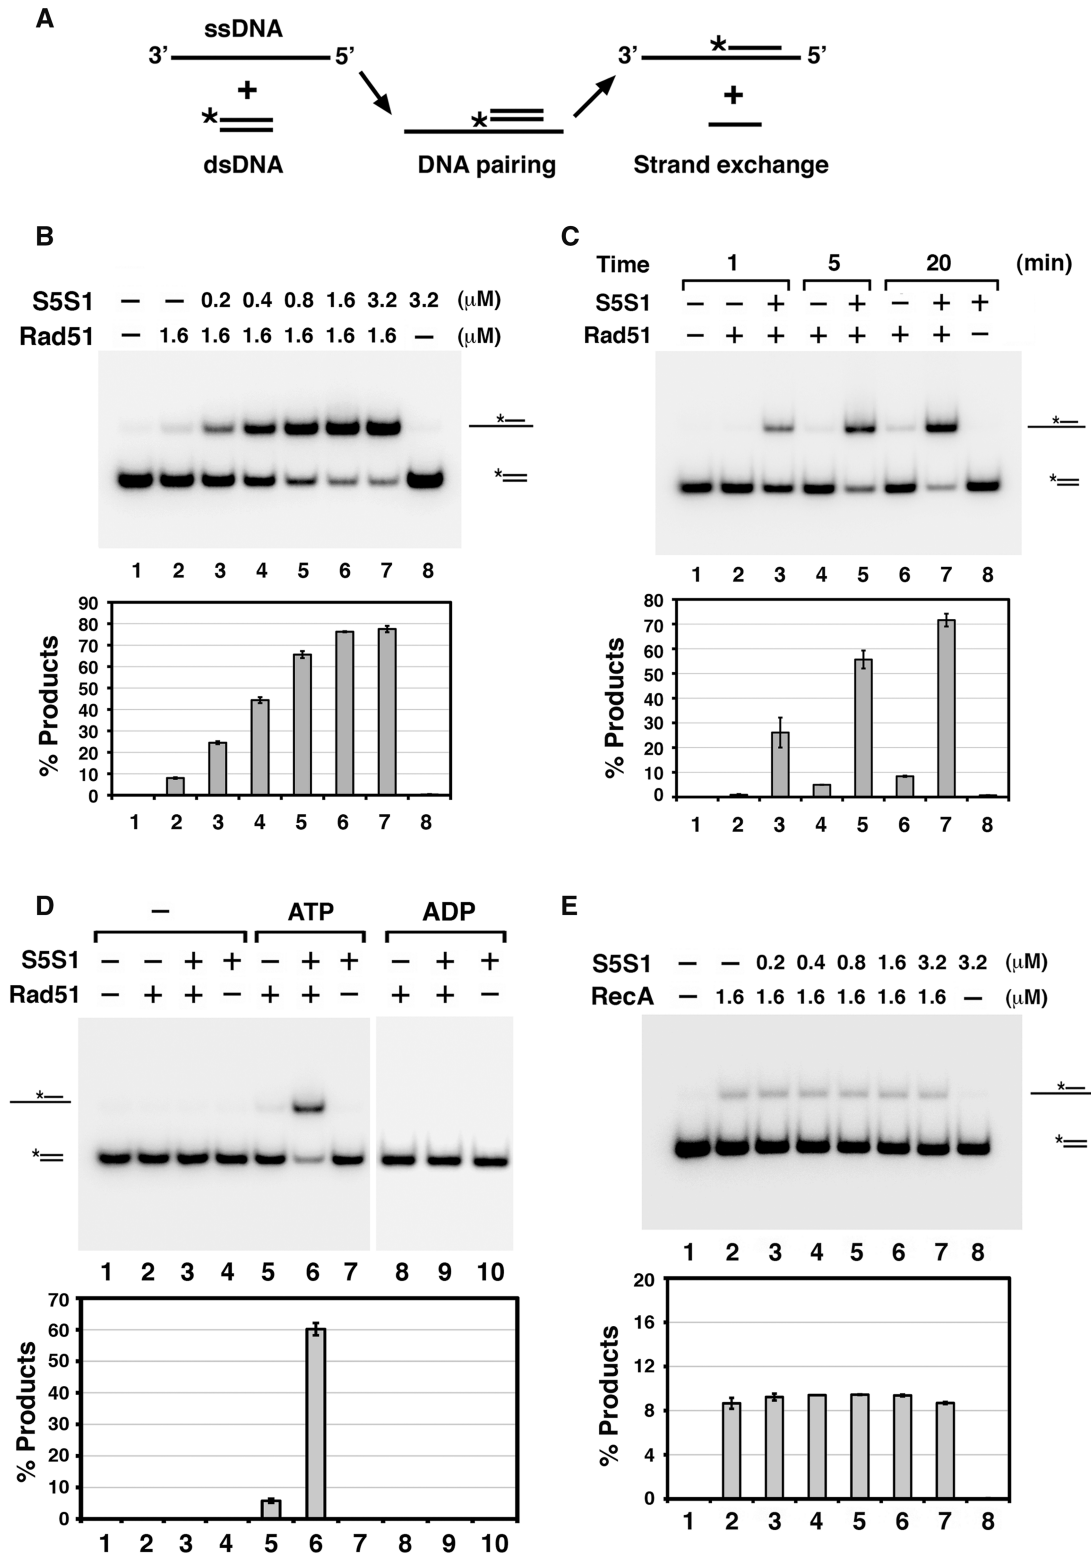 A
ssDNA
3' 5'
+
*
dsDNA
*
DNA pairing
3' * 5'
+
Strand exchange
B
S5S1 – – 0.2 0.4 0.8 1.6 3.2 3.2 (μM)
Rad51 – 1.6 1.6 1.6 1.6 1.6 1.6 – (μM)
*
*
1 2 3 4 5 6 7 8
% Products
90
80
70
60
50
40
30
20
10
0
1 2 3 4 5 6 7 8
C
Time 1 5 20 (min)
S5S1 – – + – + – + +
Rad51 – + + + + + + –
*
*
1 2 3 4 5 6 7 8
% Products
80
70
60
50
40
30
20
10
0
1 2 3 4 5 6 7 8
D
– ATP ADP
S5S1 – – + + – + + – + +
Rad51 – + + – + + – + + –
*
*
1 2 3 4 5 6 7 8 9 10
% Products
70
60
50
40
30
20
10
0
1 2 3 4 5 6 7 8 9 10
E
S5S1 – – 0.2 0.4 0.8 1.6 3.2 3.2 (μM)
RecA – 1.6 1.6 1.6 1.6 1.6 1.6 – (μM)
*
*
1 2 3 4 5 6 7 8
% Products
20
16
12
8
4
0
1 2 3 4 5 6 7 8